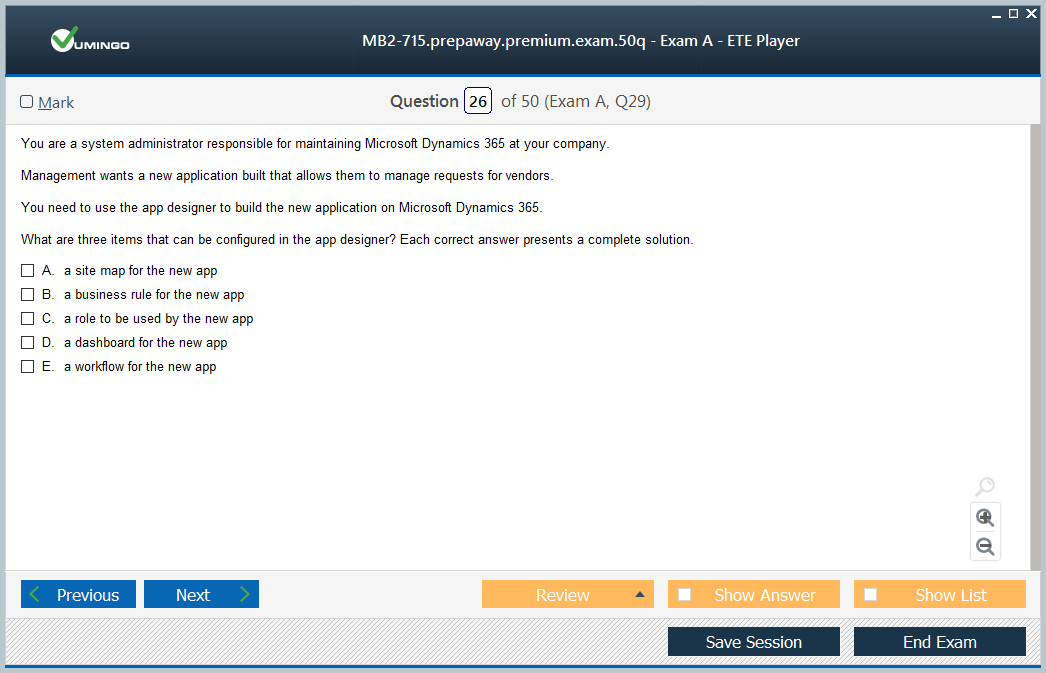 VUMINGO
MB2-715.prepaway.premium.exam.50q - Exam A - ETE Player
Mark
Question 26 of 50 (Exam A, Q29)
You are a system administrator responsible for maintaining Microsoft Dynamics 365 at your company.
Management wants a new application built that allows them to manage requests for vendors.
You need to use the app designer to build the new application on Microsoft Dynamics 365.
What are three items that can be configured in the app designer? Each correct answer presents a complete solution.
A. a site map for the new app
B. a business rule for the new app
C. a role to be used by the new app
D. a dashboard for the new app
E. a workflow for the new app
Previous Next Review Show Answer Show List
Save Session End Exam